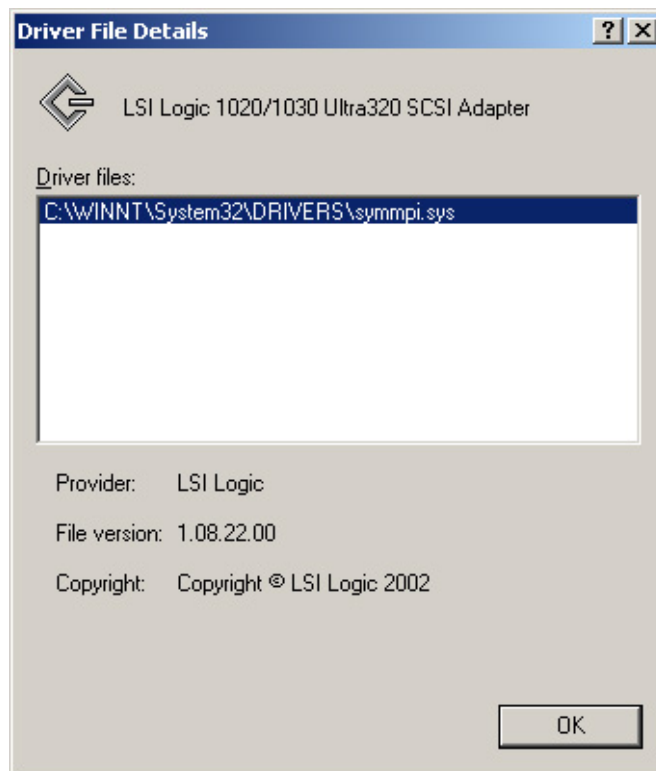 Driver File Details
LSI Logic 1020/1030 Ultra320 SCSI Adapter
Driver files:
C:\WINNT\System32\DRIVERS\symmpi.sys
Provider: LSI Logic
File version: 1.08.22.00
Copyright: Copyright © LSI Logic 2002
OK